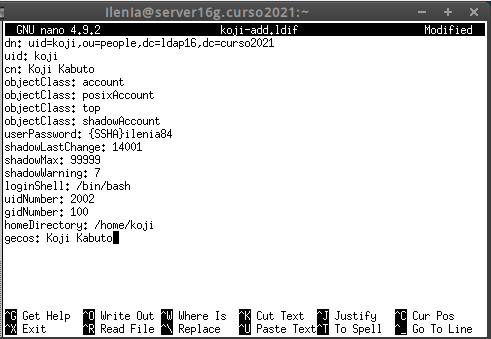 ilenia@server16g.curso2021:~
GNU nano 4.9.2 koji-add.ldif Modified
dn: uid=koji,ou=people,dc=ldap16,dc=curso2021
uid: koji
cn: Koji Kabuto
objectClass: account
objectClass: posixAccount
objectClass: top
objectClass: shadowAccount
userPassword: {SSHA}ilenia84
shadowLastChange: 14001
shadowMax: 99999
shadowWarning: 7
loginShell: /bin/bash
uidNumber: 2002
gidNumber: 100
homeDirectory: /home/koji
gecos: Koji Kabuto
^G Get Help ^O Write Out ^W Where Is ^K Cut Text ^J Justify ^C Cur Pos
^X Exit ^R Read File ^\ Replace ^U Paste Text ^T To Spell ^_ Go To Line